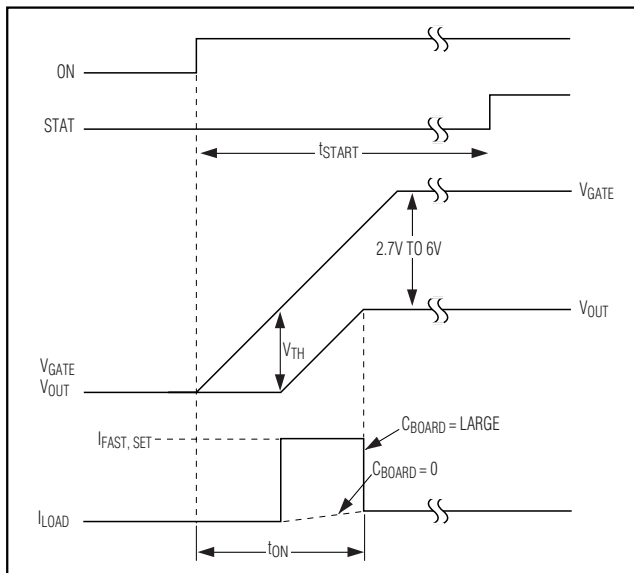 ON
STAT
tSTART
VGATE
2.7V TO 6V
VOUT
VTH
VGATE
VOUT
CBOARD = LARGE
IFAST, SET
CBOARD = 0
ILOAD
tON